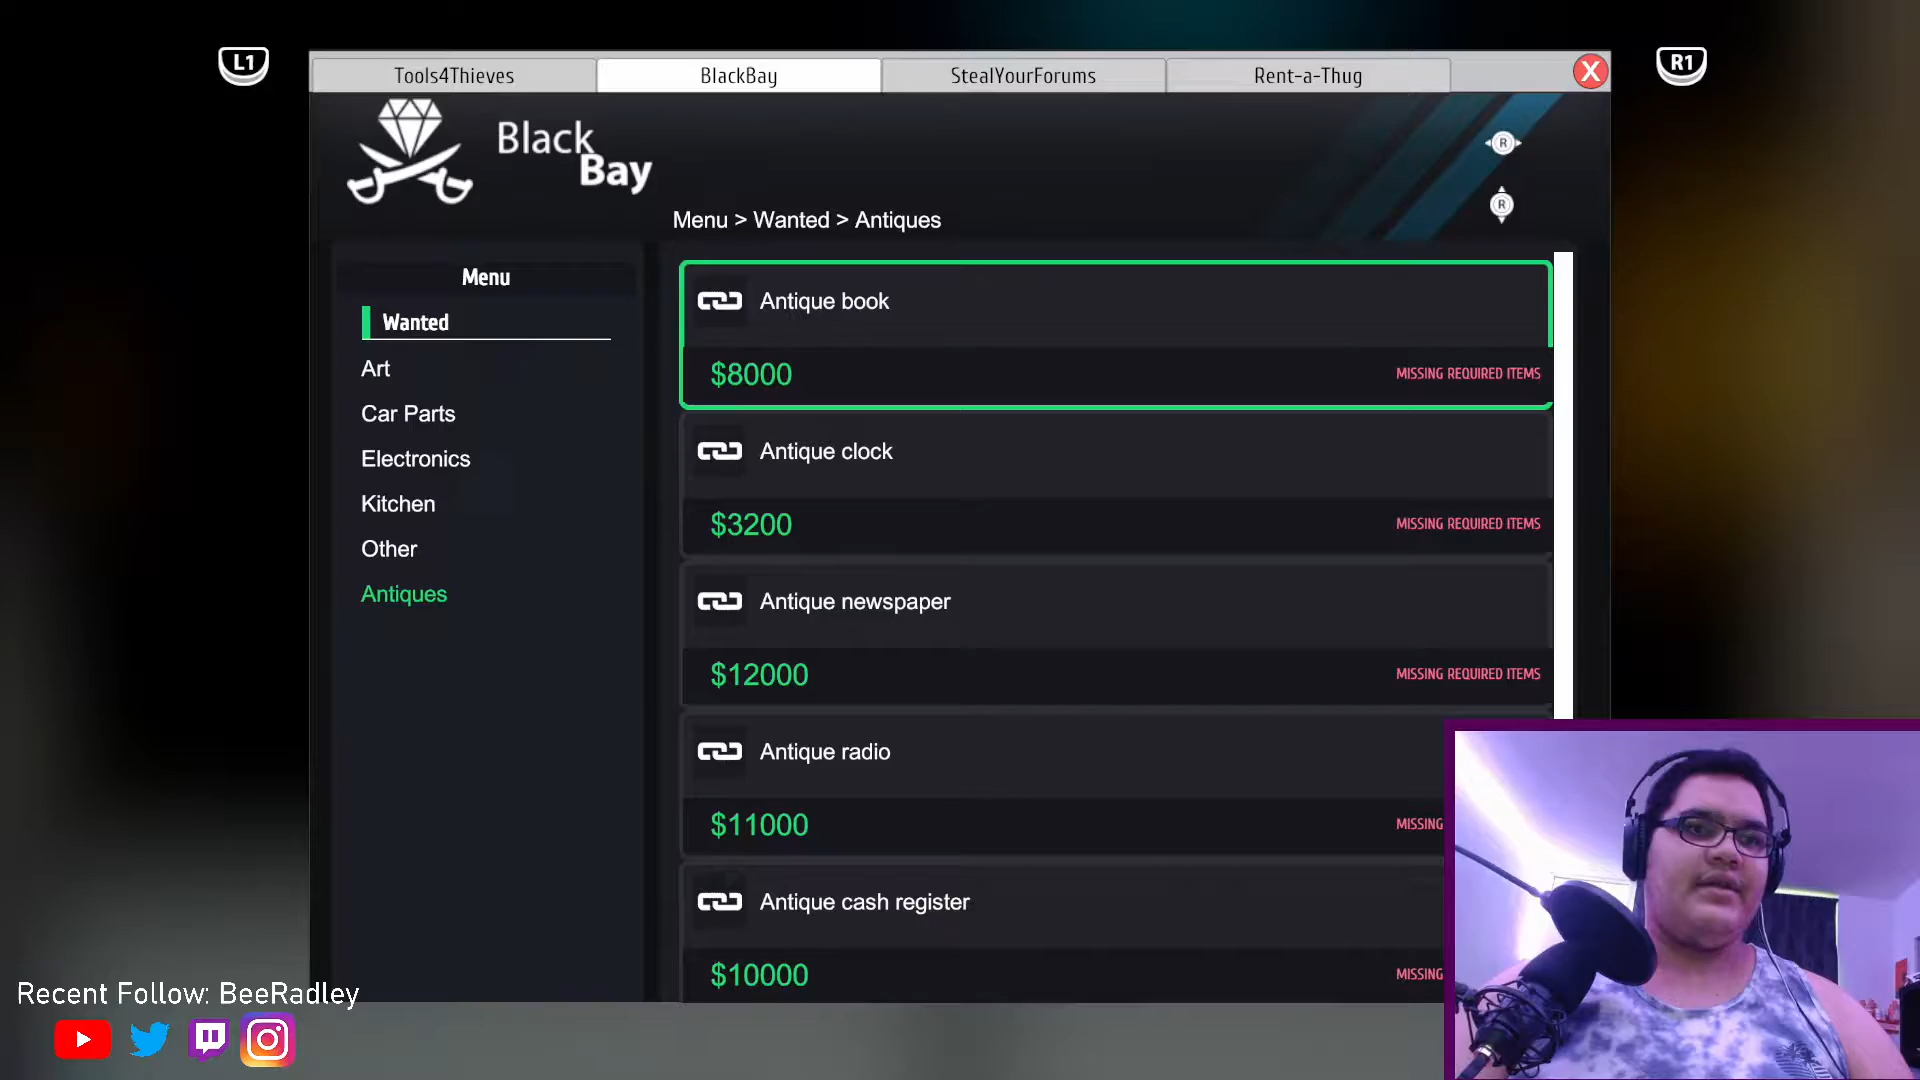 L1
R1
Tools4Thieves
BlackBay
StealYourForums
Rent-a-Thug
X
Black
Bay
R
R
Menu > Wanted > Antiques
Menu
Wanted
Art
Car Parts
Electronics
Kitchen
Other
Antiques
Antique book
$8000
MISSING REQUIRED ITEMS
Antique clock
$3200
MISSING REQUIRED ITEMS
Antique newspaper
$12000
MISSING REQUIRED ITEMS
Antique radio
$11000
MISSING
Antique cash register
$10000
MISSING
Recent Follow: BeeRadley